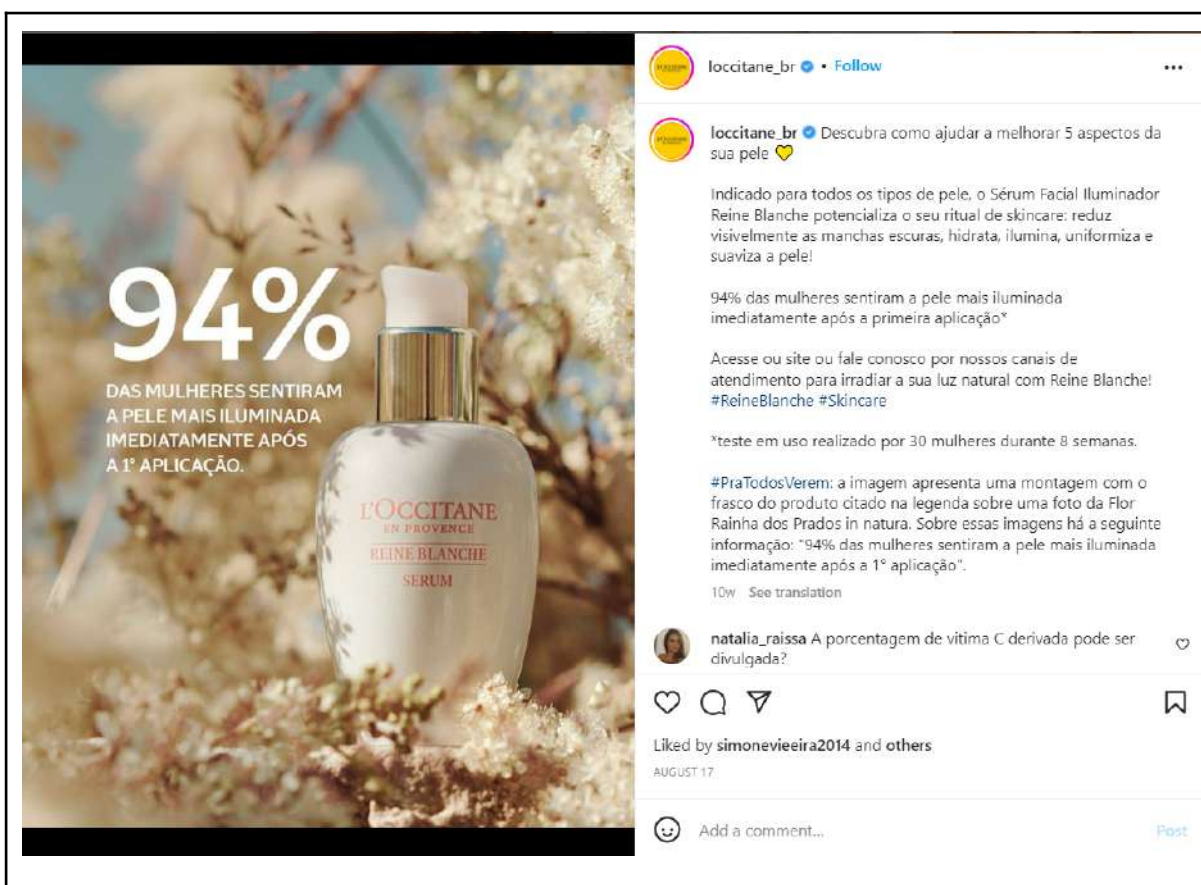 94%
DAS MULHERES SENTIRAM
A PELE MAIS ILUMINADA
IMEDIATAMENTE APÓS
A 1° APLICAÇÃO.
L'OCCITANE
EN PROVENCE
REINE BLANCHE
SERUM
loccitane_br • Follow
loccitane_br Descubra como ajudar a melhorar 5 aspectos da
sua pele 💛
Indicado para todos os tipos de pele, o Sérum Facial Iluminador
Reine Blanche potencializa o seu ritual de skincare: reduz
visivelmente as manchas escuras, hidrata, ilumina, uniformiza e
suaviza a pele!
94% das mulheres sentiram a pele mais iluminada
imediatamente após a primeira aplicação*
Acesse ou site ou fale conosco por nossos canais de
atendimento para irradiar a sua luz natural com Reine Blanche!
#ReineBlanche #Skincare
*teste em uso realizado por 30 mulheres durante 8 semanas.
#PraTodosVerem: a imagem apresenta uma montagem com o
frasco do produto citado na legenda sobre uma foto da Flor
Rainha dos Prados in natura. Sobre essas imagens há a seguinte
informação: "94% das mulheres sentiram a pele mais iluminada
imediatamente após a 1° aplicação".
10w See translation
natalia_raissa A porcentagem de vitima C derivada pode ser
divulgada?
Liked by simonevieeira2014 and others
AUGUST 17
Add a comment...
Post